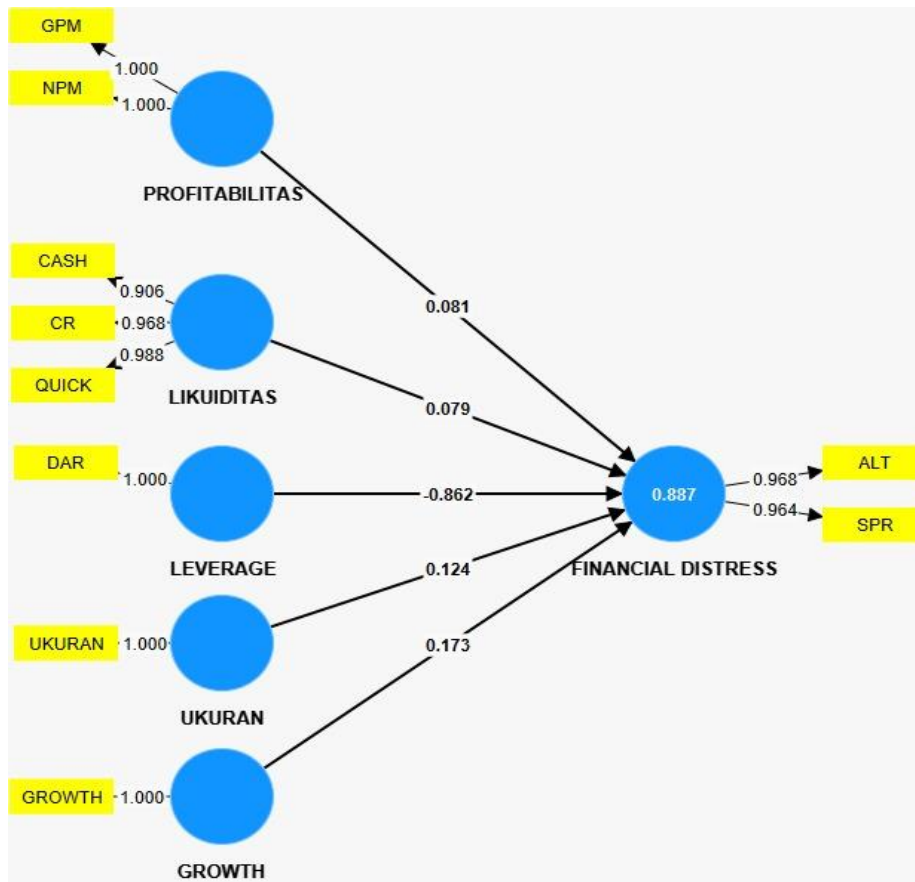 GPM
1.000
NPM
1.000
PROFITABILITAS
CASH
0.906
CR
0.968
QUICK
0.988
LIKUIDITAS
DAR
1.000
LEVERAGE
UKURAN
1.000
UKURAN
GROWTH
1.000
GROWTH
0.081
0.079
-0.862
0.124
0.173
0.887
FINANCIAL DISTRESS
0.968
ALT
0.964
SPR